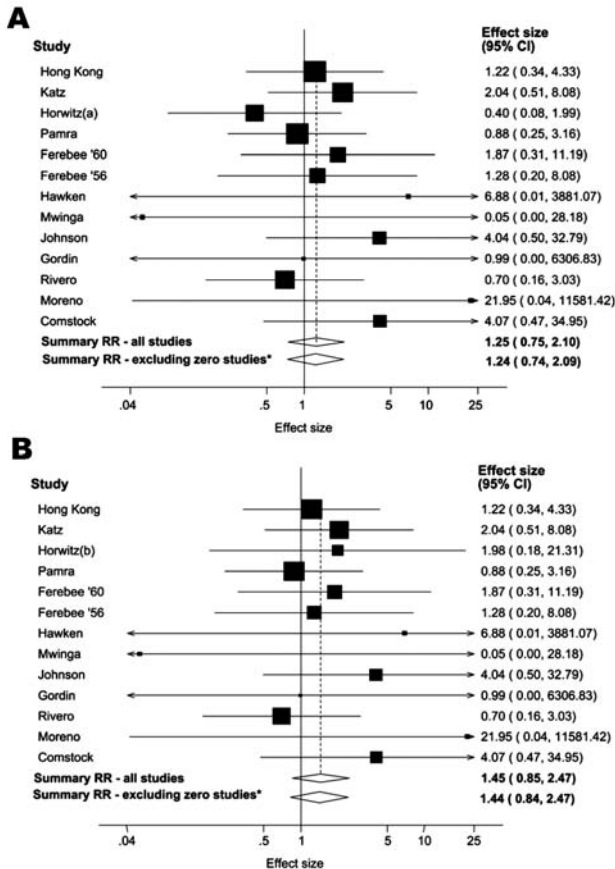 A
Study
Effect size
(95% CI)
Hong Kong 1.22 ( 0.34, 4.33)
Katz 2.04 ( 0.51, 8.08)
Horwitz(a) 0.40 ( 0.08, 1.99)
Pamra 0.88 ( 0.25, 3.16)
Ferebee '60 1.87 ( 0.31, 11.19)
Ferebee '56 1.28 ( 0.20, 8.08)
Hawken 6.88 ( 0.01, 3881.07)
Mwinga 0.05 ( 0.00, 28.18)
Johnson 4.04 ( 0.50, 32.79)
Gordin 0.99 ( 0.00, 6306.83)
Rivero 0.70 ( 0.16, 3.03)
Moreno 21.95 ( 0.04, 11581.42)
Comstock 4.07 ( 0.47, 34.95)
Summary RR - all studies 1.25 ( 0.75, 2.10)
Summary RR - excluding zero studies* 1.24 ( 0.74, 2.09)
.04 .5 1 5 10 25
Effect size
B
Study
Effect size
(95% CI)
Hong Kong 1.22 ( 0.34, 4.33)
Katz 2.04 ( 0.51, 8.08)
Horwitz(b) 1.98 ( 0.18, 21.31)
Pamra 0.88 ( 0.25, 3.16)
Ferebee '60 1.87 ( 0.31, 11.19)
Ferebee '56 1.28 ( 0.20, 8.08)
Hawken 6.88 ( 0.01, 3881.07)
Mwinga 0.05 ( 0.00, 28.18)
Johnson 4.04 ( 0.50, 32.79)
Gordin 0.99 ( 0.00, 6306.83)
Rivero 0.70 ( 0.16, 3.03)
Moreno 21.95 ( 0.04, 11581.42)
Comstock 4.07 ( 0.47, 34.95)
Summary RR - all studies 1.45 ( 0.85, 2.47)
Summary RR - excluding zero studies* 1.44 ( 0.84, 2.47)
.04 .5 1 5 10 25
Effect size